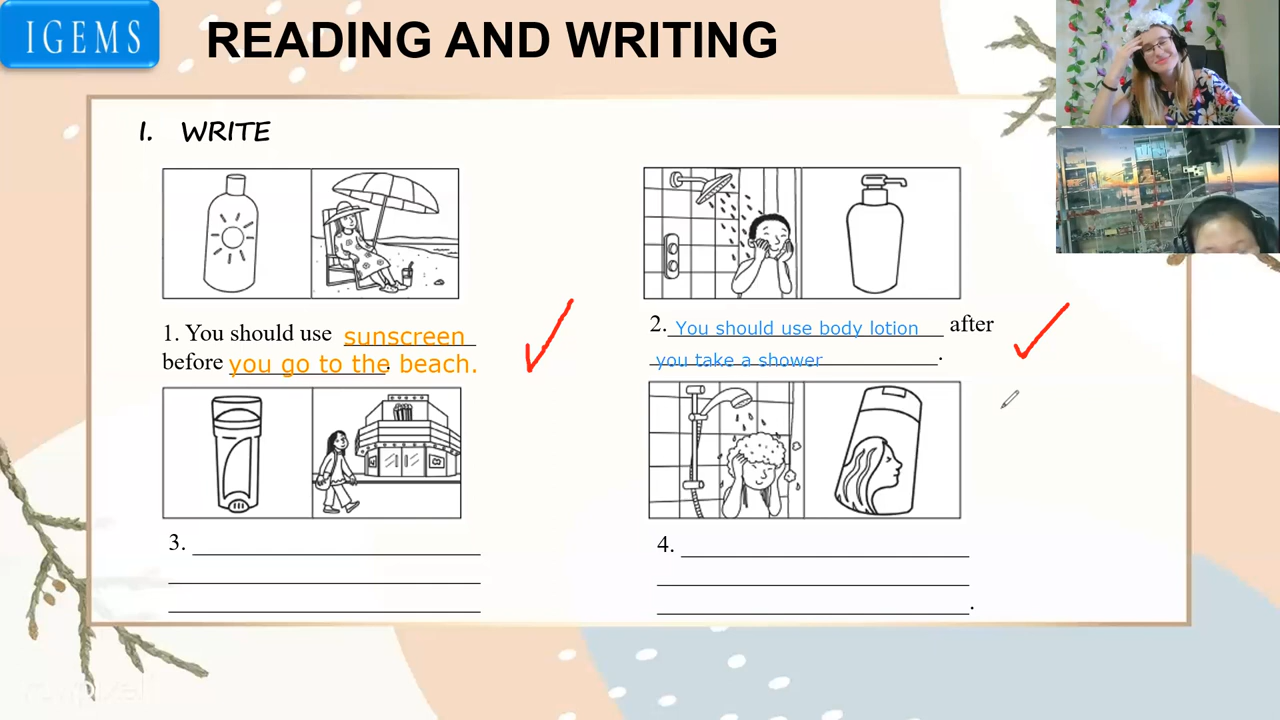 IGEMS
READING AND WRITING
I. WRITE
1. You should use sunscreen
before you go to the beach.
2. You should use body lotion after
you take a shower.
3.
4.